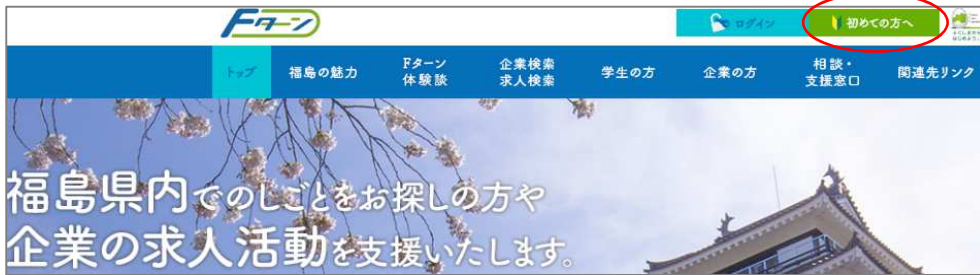 Fターン
ログイン
初めての方へ
トップ
福島の魅力
Fターン
体験談
企業検索
求人検索
学生の方
企業の方
相談・
支援窓口
関連先リンク
福島県内でのしごとをお探しの方や
企業の求人活動を支援いたします。